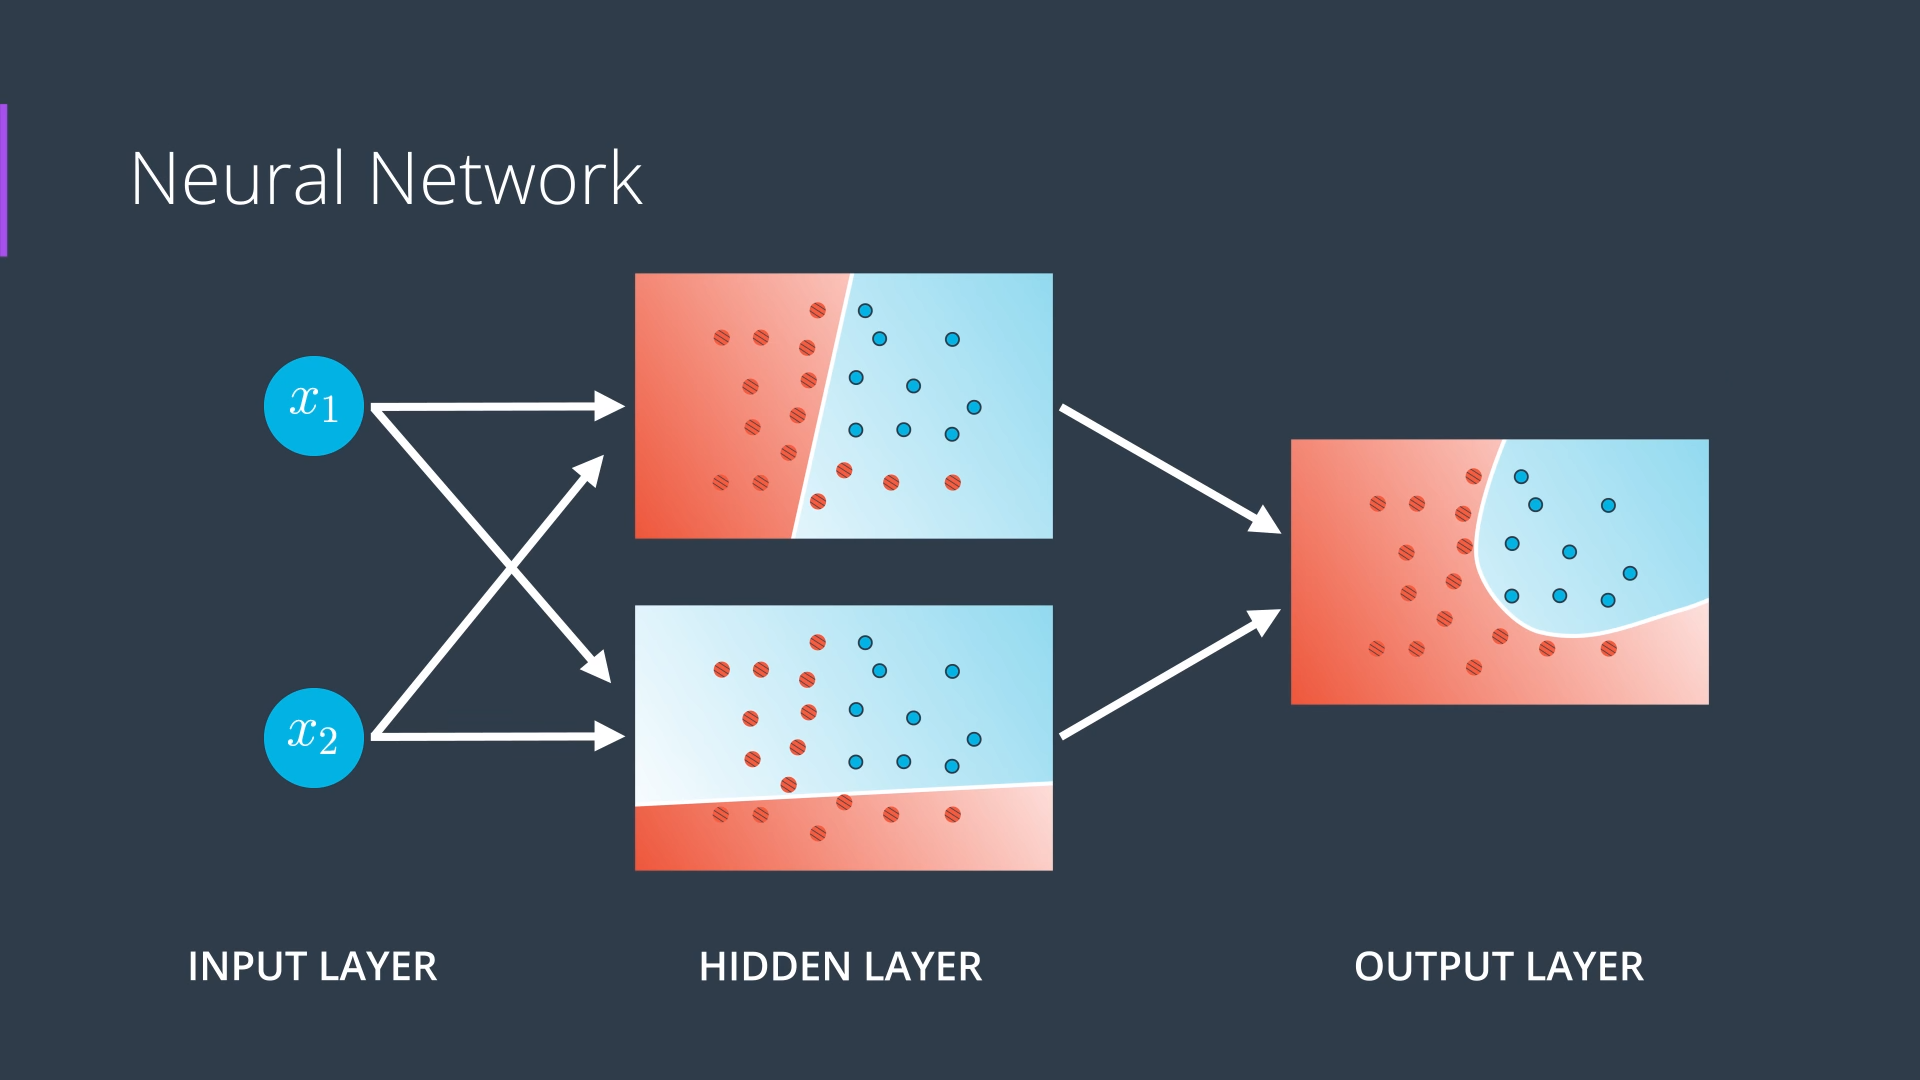 Neural Network
x₁
x₂
INPUT LAYER
HIDDEN LAYER
OUTPUT LAYER